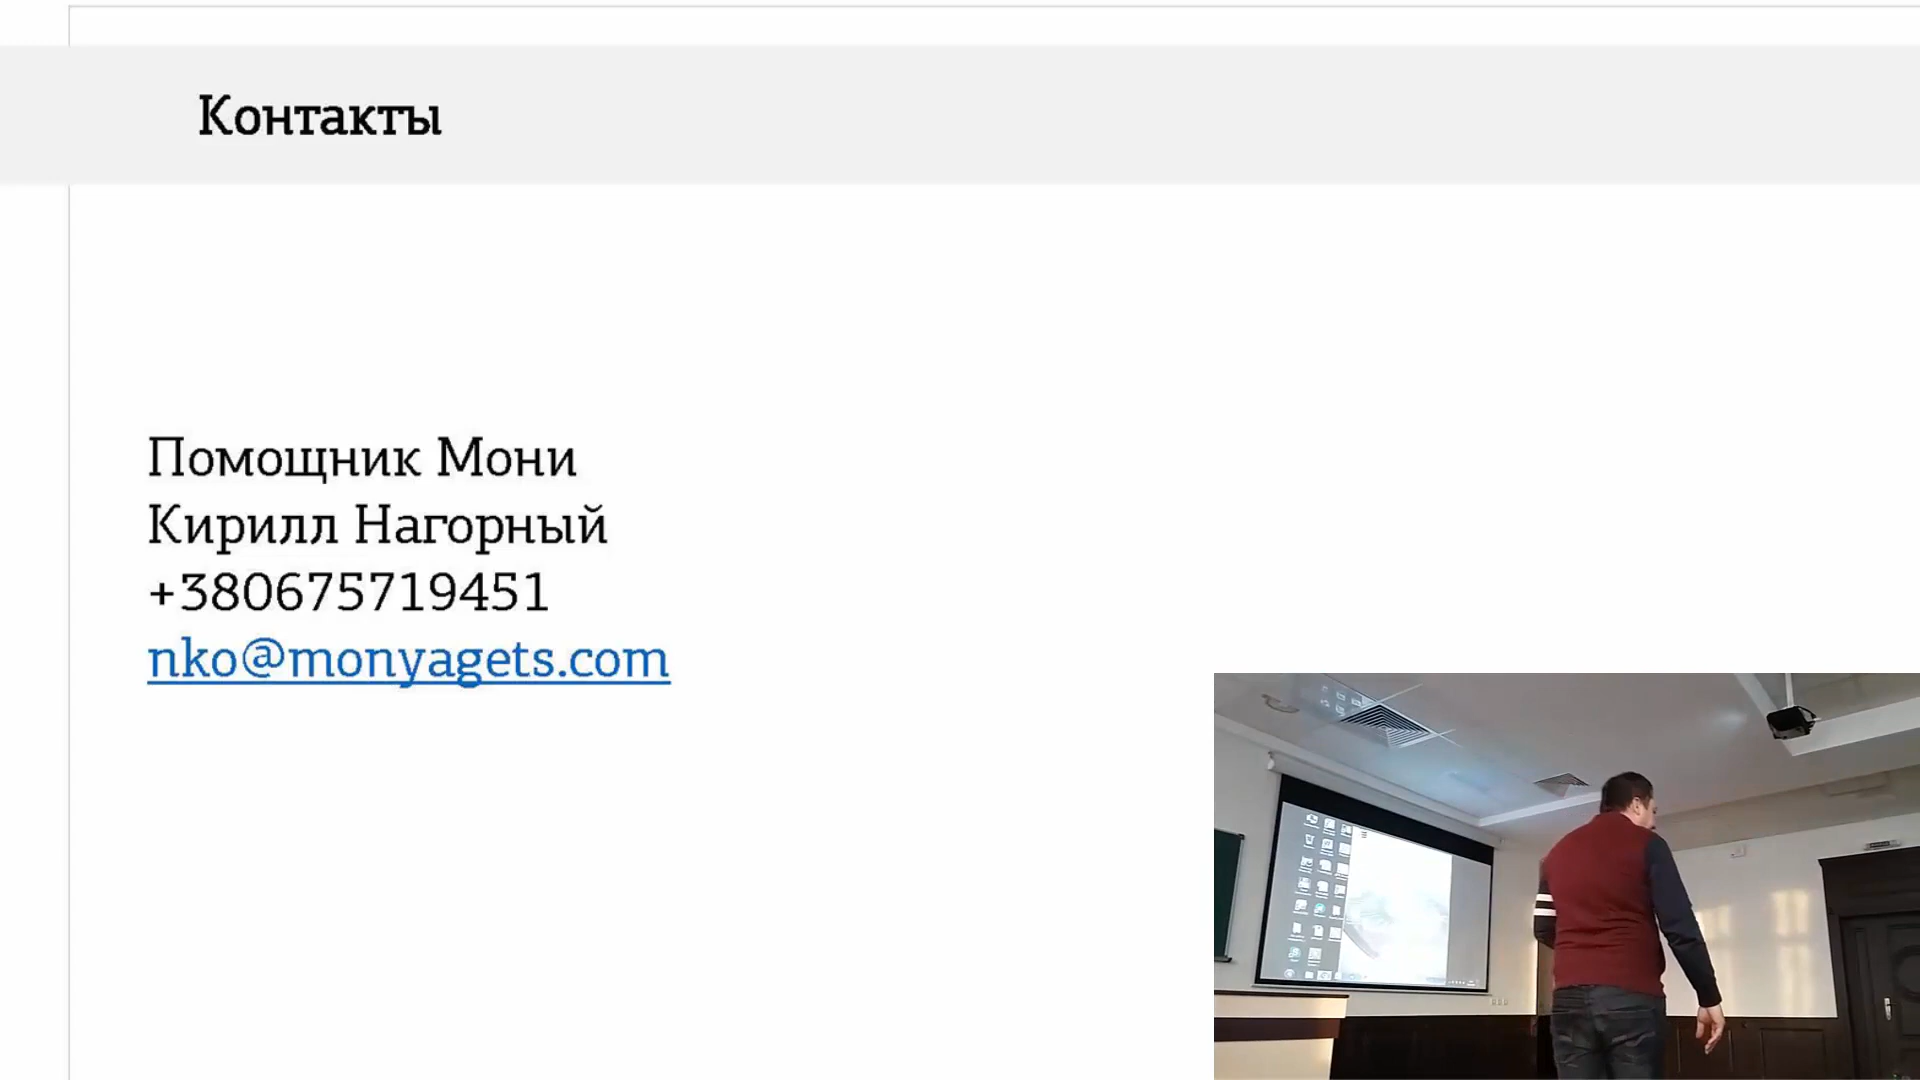 Контакты
Помощник Мони
Кирилл Нагорный
+380675719451
nko@monyagets.com